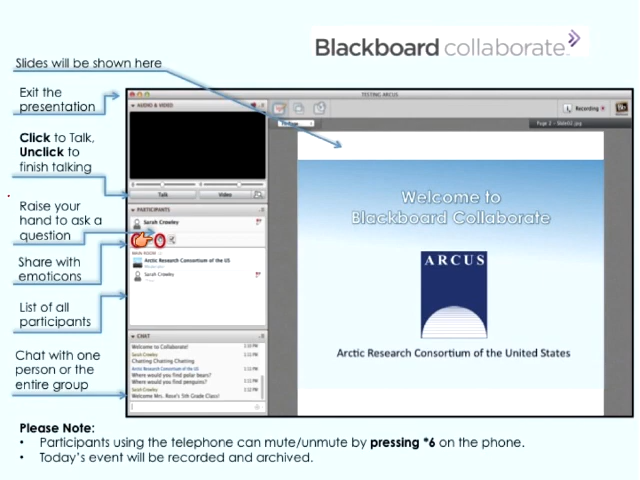 Blackboard collaborate
Slides will be shown here
Exit the
presentation
Click to Talk,
Unclick to
finish talking
Raise your
hand to ask a
question
Share with
emoticons
List of all
participants
Chat with one
person or the
entire group
TESTING ARCUS
AUDIO & VIDEO
Talk
Video
PARTICIPANTS
Sarah Crowley
Arctic Research Consortium of the US
Sarah Crowley
CHAT
Welcome to Collaborate!
Sarah Crowley
Chatting Chatting Chatting
Arctic Research Consortium of the US
Where would you find polar bears?
Where would you find penguins?
Sarah Crowley
Welcome Mrs. Rose's 5th Grade Class!
Recording
Welcome to
Blackboard Collaborate
ARCUS
Arctic Research Consortium of the United States
Please Note:
• Participants using the telephone can mute/unmute by pressing *6 on the phone.
• Today's event will be recorded and archived.